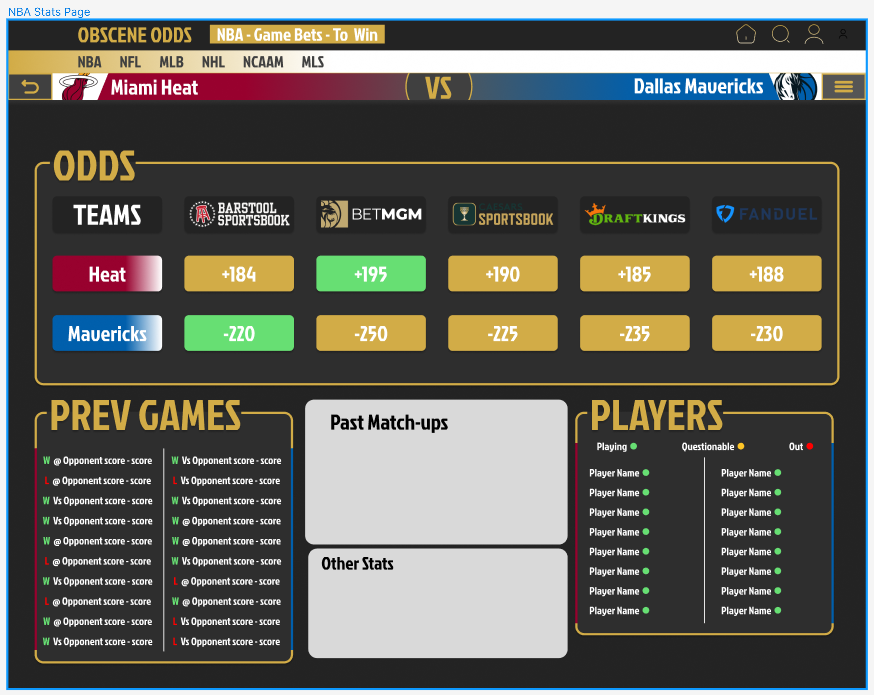 NBA Stats Page
OBSCENE ODDS NBA - Game Bets - To Win
NBA NFL MLB NHL NCAAM MLS
Miami Heat VS Dallas Mavericks
ODDS
TEAMS BARSTOOL SPORTSBOOK BETMGM CAESARS SPORTSBOOK DRAFTKINGS FANDUEL
Heat +184 +195 +190 +185 +188
Mavericks -220 -250 -225 -235 -230
PREV GAMES
W @ Opponent score - score W Vs Opponent score - score
L @ Opponent score - score L Vs Opponent score - score
W Vs Opponent score - score W Vs Opponent score - score
W Vs Opponent score - score W @ Opponent score - score
W @ Opponent score - score W @ Opponent score - score
L @ Opponent score - score W Vs Opponent score - score
W Vs Opponent score - score L @ Opponent score - score
L @ Opponent score - score W @ Opponent score - score
W @ Opponent score - score L Vs Opponent score - score
W Vs Opponent score - score L Vs Opponent score - score
Past Match-ups
Other Stats
PLAYERS
Playing Questionable Out
Player Name Player Name
Player Name Player Name
Player Name Player Name
Player Name Player Name
Player Name Player Name
Player Name Player Name
Player Name Player Name
Player Name Player Name